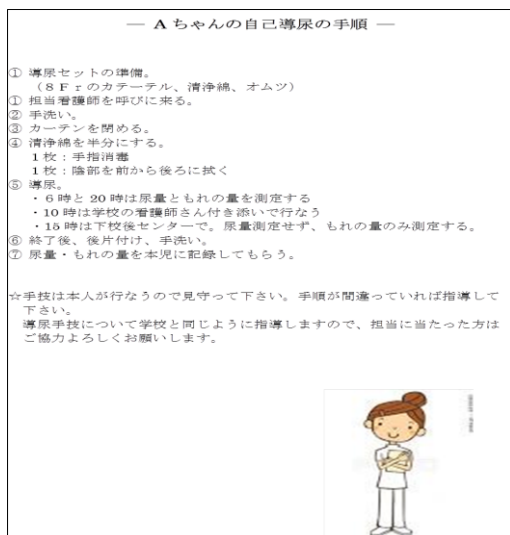 ― Aちゃんの自己導尿の手順 ―
① 導尿セットの準備。
(8Frのカテーテル、清浄綿、オムツ)
① 担当看護師を呼びに来る。
② 手洗い。
③ カーテンを閉める。
④ 清浄綿を半分にする。
1枚:手指消毒
1枚:陰部を前から後ろに拭く
⑤ 導尿。
・6時と20時は尿量ともれの量を測定する
・10時は学校の看護師さん付き添いで行なう
・15時は下校後センターで。尿量測定せず、もれの量のみ測定する。
⑥ 終了後、後片付け、手洗い。
⑦ 尿量・もれの量を本児に記録してもらう。
☆手技は本人が行なうので見守って下さい。手順が間違っていれば指導して
下さい。
導尿手技について学校と同じように指導しますので、担当に当たった方は
ご協力よろしくお願いします。